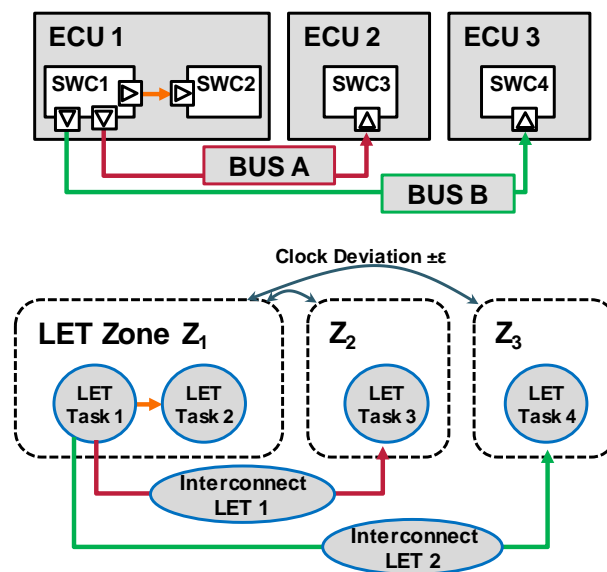 ECU 1
ECU 2
ECU 3
SWC1
SWC2
SWC3
SWC4
BUS A
BUS B
Clock Deviation ±ε
LET Zone Z1
Z2
Z3
LET
Task 1
LET
Task 2
LET
Task 3
LET
Task 4
Interconnect
LET 1
Interconnect
LET 2